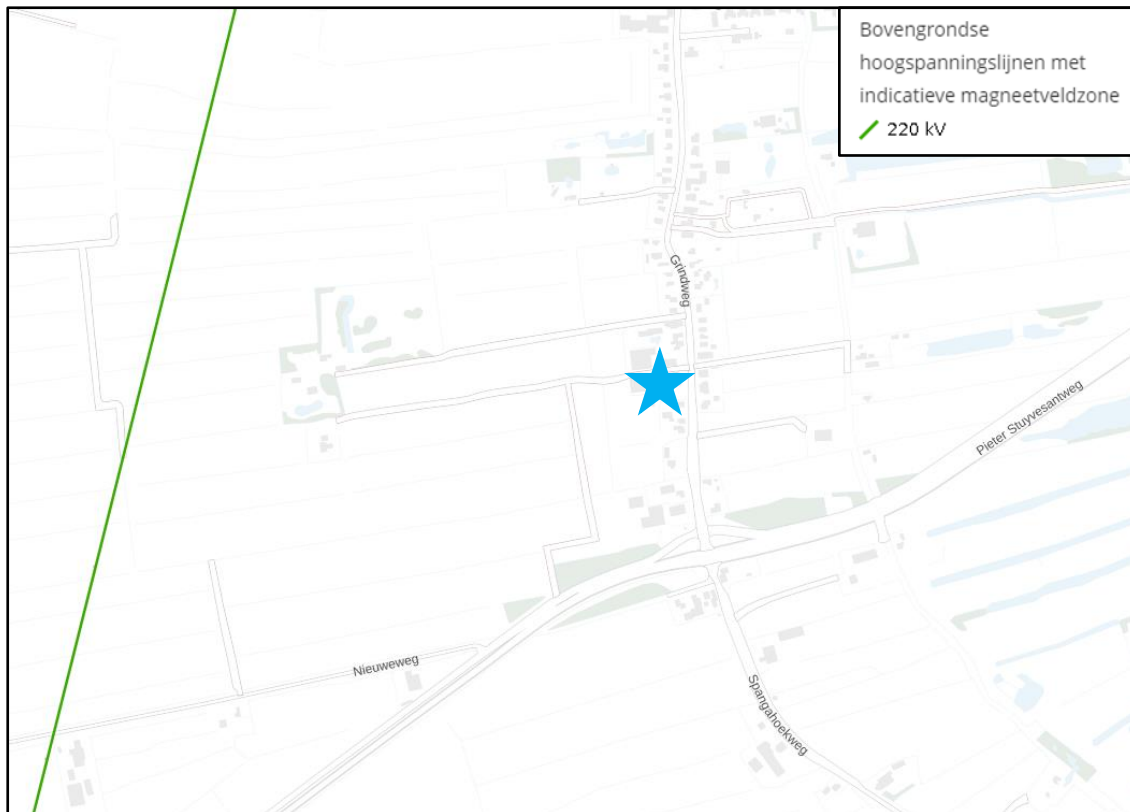 Bovengrondse
hoogspanningslijnen met
indicatieve magneetveldzone
220 kV
Grindweg
Pieter Stuyvesantweg
Nieuweweg
Spangahoekweg